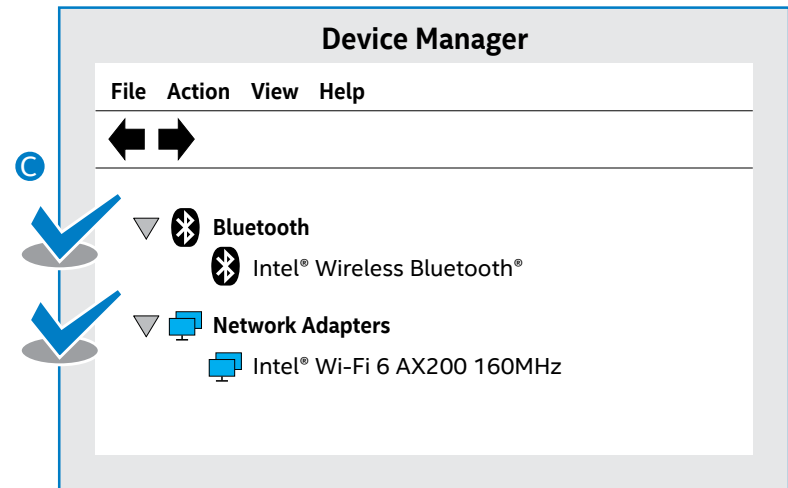 Device Manager
File Action View Help
C
Bluetooth
Intel® Wireless Bluetooth®
Network Adapters
Intel® Wi-Fi 6 AX200 160MHz